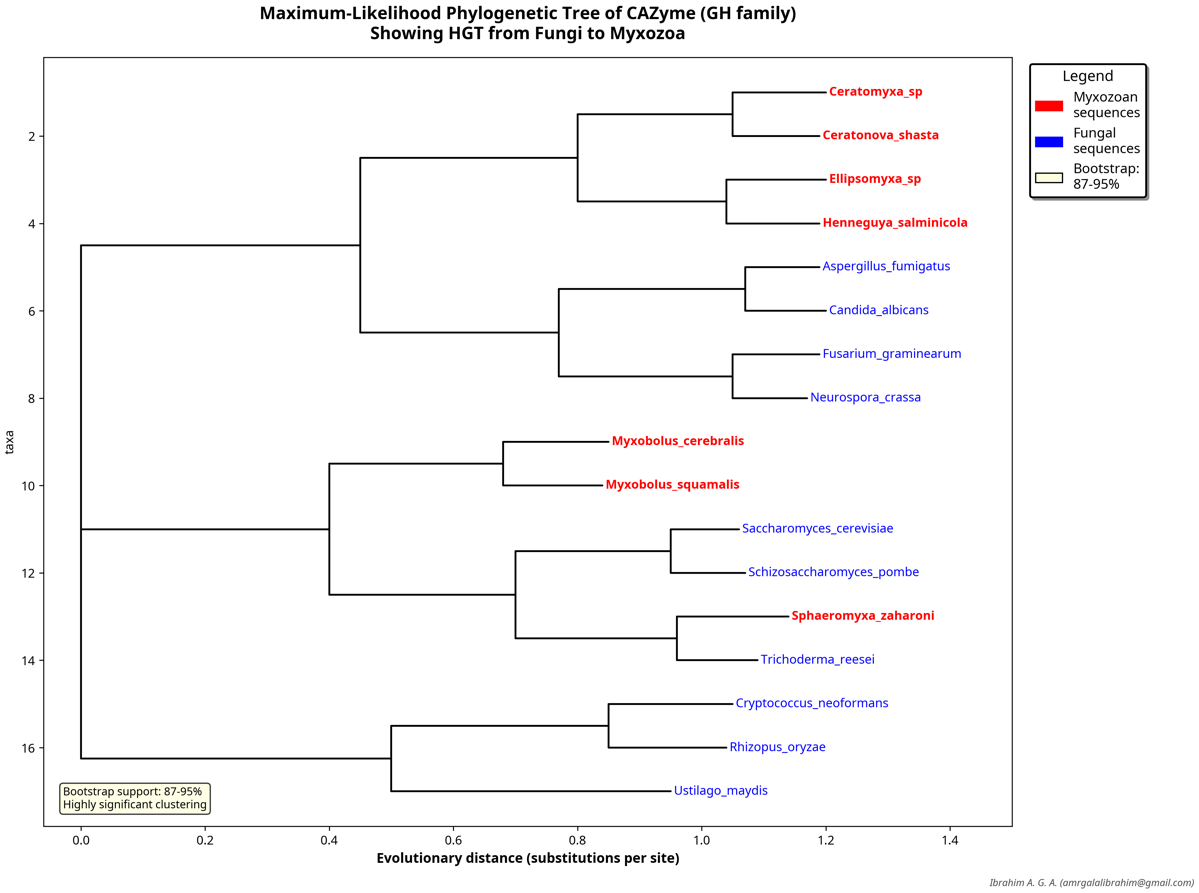 Maximum-Likelihood Phylogenetic Tree of CAZyme (GH family)
Showing HGT from Fungi to Myxozoa
Legend
Myxozoan
sequences
Fungal
sequences
Bootstrap:
87-95%
Ceratomyxa_sp
Ceratonova_shasta
Ellipsomyxa_sp
Henneguya_salminicola
Aspergillus_fumigatus
Candida_albicans
Fusarium_graminearum
Neurospora_crassa
Myxobolus_cerebralis
Myxobolus_squamalis
Saccharomyces_cerevisiae
Schizosaccharomyces_pombe
Sphaeromyxa_zaharoni
Trichoderma_reesei
Cryptococcus_neoformans
Rhizopus_oryzae
Ustilago_maydis
2
4
6
8
10
12
14
16
taxa
Bootstrap support: 87-95%
Highly significant clustering
0.0 0.2 0.4 0.6 0.8 1.0 1.2 1.4
Evolutionary distance (substitutions per site)
Ibrahim A. G. A. (amrgalalibrahim@gmail.com)